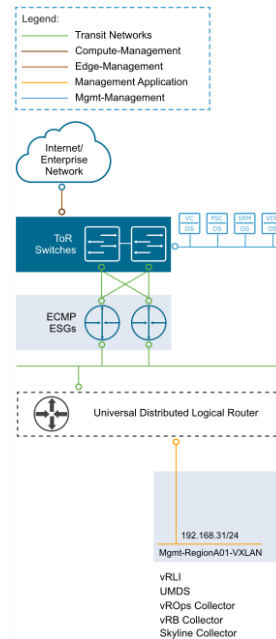 Legend:
Transit Networks
Compute-Management
Edge-Management
Management Application
Mgmt-Management
Internet/
Enterprise
Network
ToR
Switches
VC
OS
PSC
OS
SRM
OS
OS
ECMP
ESGs
Universal Distributed Logical Router
192.168.31/24
Mgmt-RegionA01-VXLAN
vRLI
UMDS
vROps Collector
vRB Collector
Skyline Collector